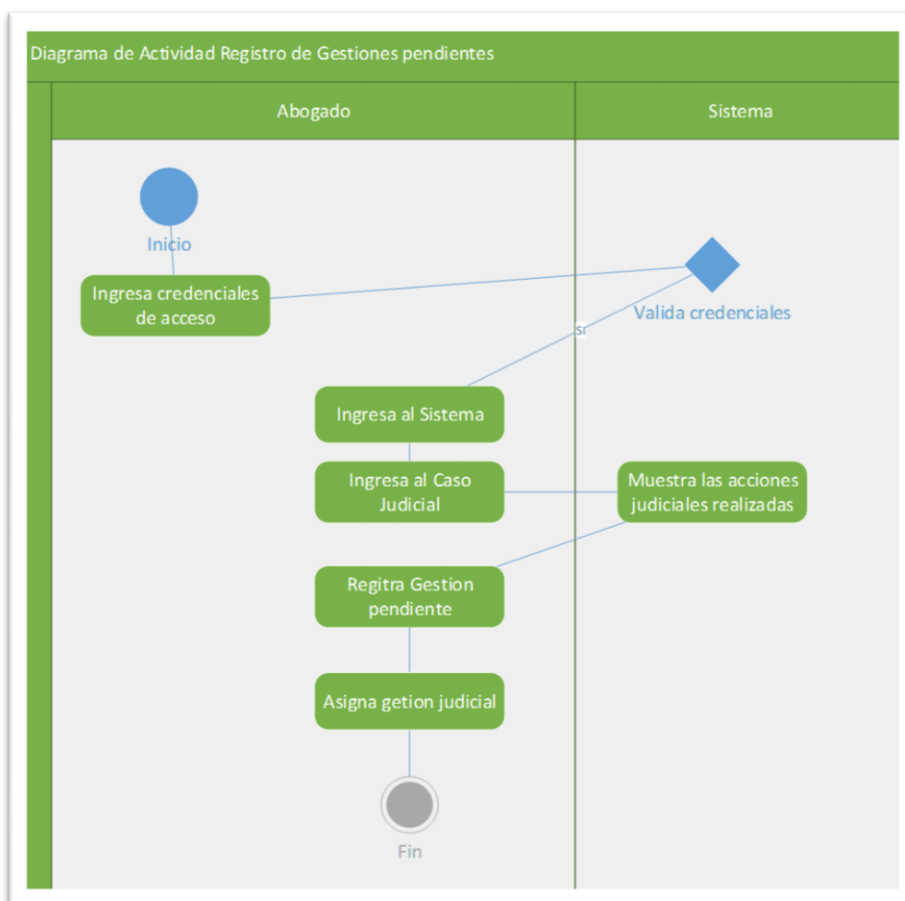 Diagrama de Actividad Registro de Gestiones pendientes
Abogado
Sistema
Inicio
Ingresa credenciales
de acceso
Valida credenciales
SI
Ingresa al Sistema
Ingresa al Caso
Judicial
Muestra las acciones
judiciales realizadas
Regitra Gestion
pendiente
Asigna getion judicial
Fin